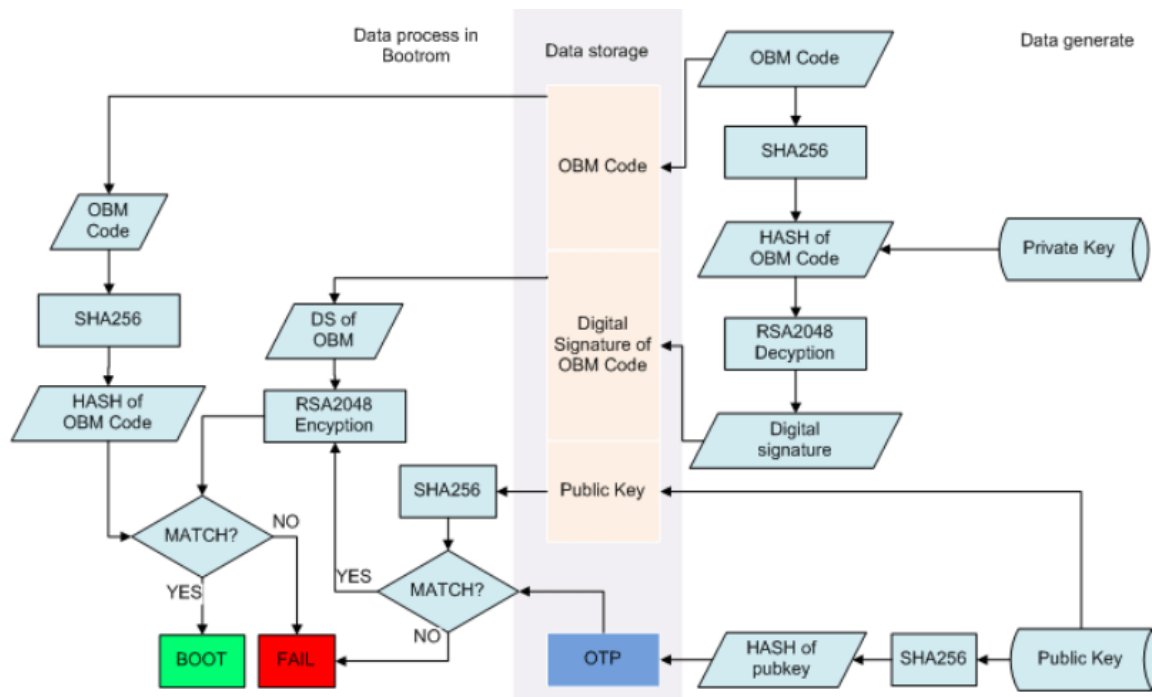 Data process in
Bootrom
Data storage
Data generate
OBM Code
SHA256
HASH of
OBM Code
Private Key
RSA2048
Decyption
Digital
signature
OBM Code
Digital
Signature of
OBM Code
Public Key
OBM
Code
SHA256
HASH of
OBM Code
DS of
OBM
RSA2048
Encyption
SHA256
MATCH?
NO
YES
MATCH?
YES
NO
BOOT
FAIL
OTP
HASH of
pubkey
SHA256
Public Key